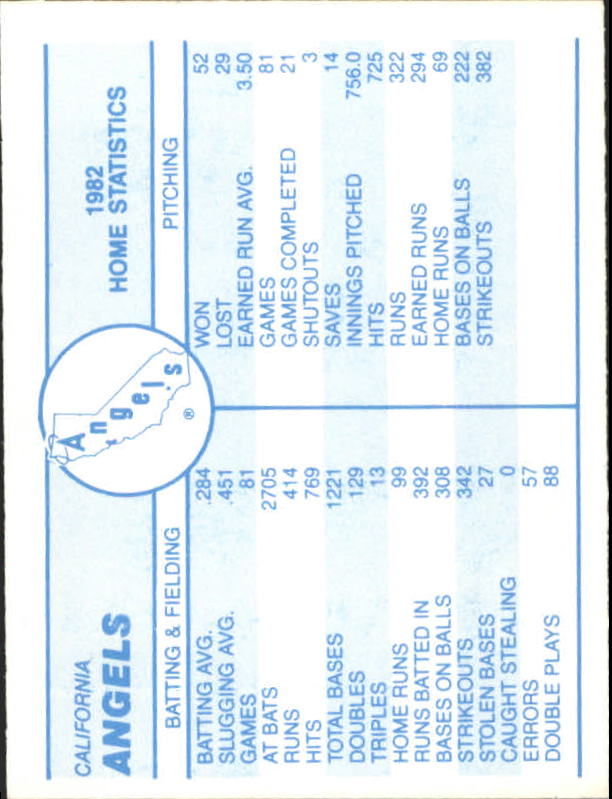 CALIFORNIA
ANGELS
Angels
®
1982
HOME STATISTICS
BATTING & FIELDING
BATTING AVG. .284
SLUGGING AVG. .451
GAMES 81
AT BATS 2705
RUNS 414
HITS 769
TOTAL BASES 1221
DOUBLES 129
TRIPLES 13
HOME RUNS 99
RUNS BATTED IN 392
BASES ON BALLS 308
STRIKEOUTS 342
STOLEN BASES 27
CAUGHT STEALING 0
ERRORS 57
DOUBLE PLAYS 88
PITCHING
WON 52
LOST 29
EARNED RUN AVG. 3.50
GAMES 81
GAMES COMPLETED 21
SHUTOUTS 3
SAVES 14
INNINGS PITCHED 756.0
HITS 725
RUNS 322
EARNED RUNS 294
HOME RUNS 69
BASES ON BALLS 222
STRIKEOUTS 382